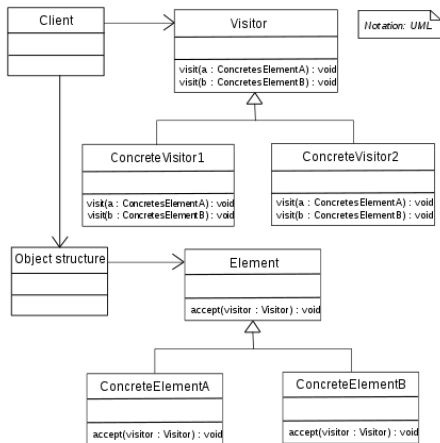 Client
Visitor
Notation: UML
visit(a : ConcretesElementA) : void
visit(b : ConcretesElementB) : void
ConcreteVisitor1
ConcreteVisitor2
visit(a : ConcretesElementA) : void
visit(b : ConcretesElementB) : void
visit(a : ConcretesElementA) : void
visit(b : ConcretesElementB) : void
Object structure
Element
accept(visitor : Visitor) : void
ConcreteElementA
ConcreteElementB
accept(visitor : Visitor) : void
accept(visitor : Visitor) : void